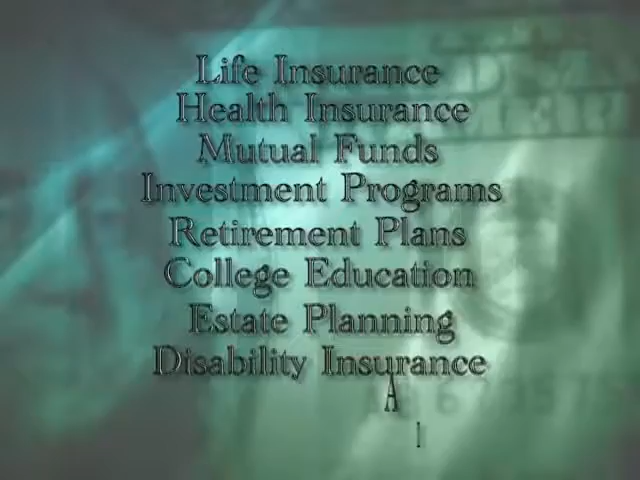 Life Insurance
Health Insurance
Mutual Funds
Investment Programs
Retirement Plans
College Education
Estate Planning
Disability Insurance
A